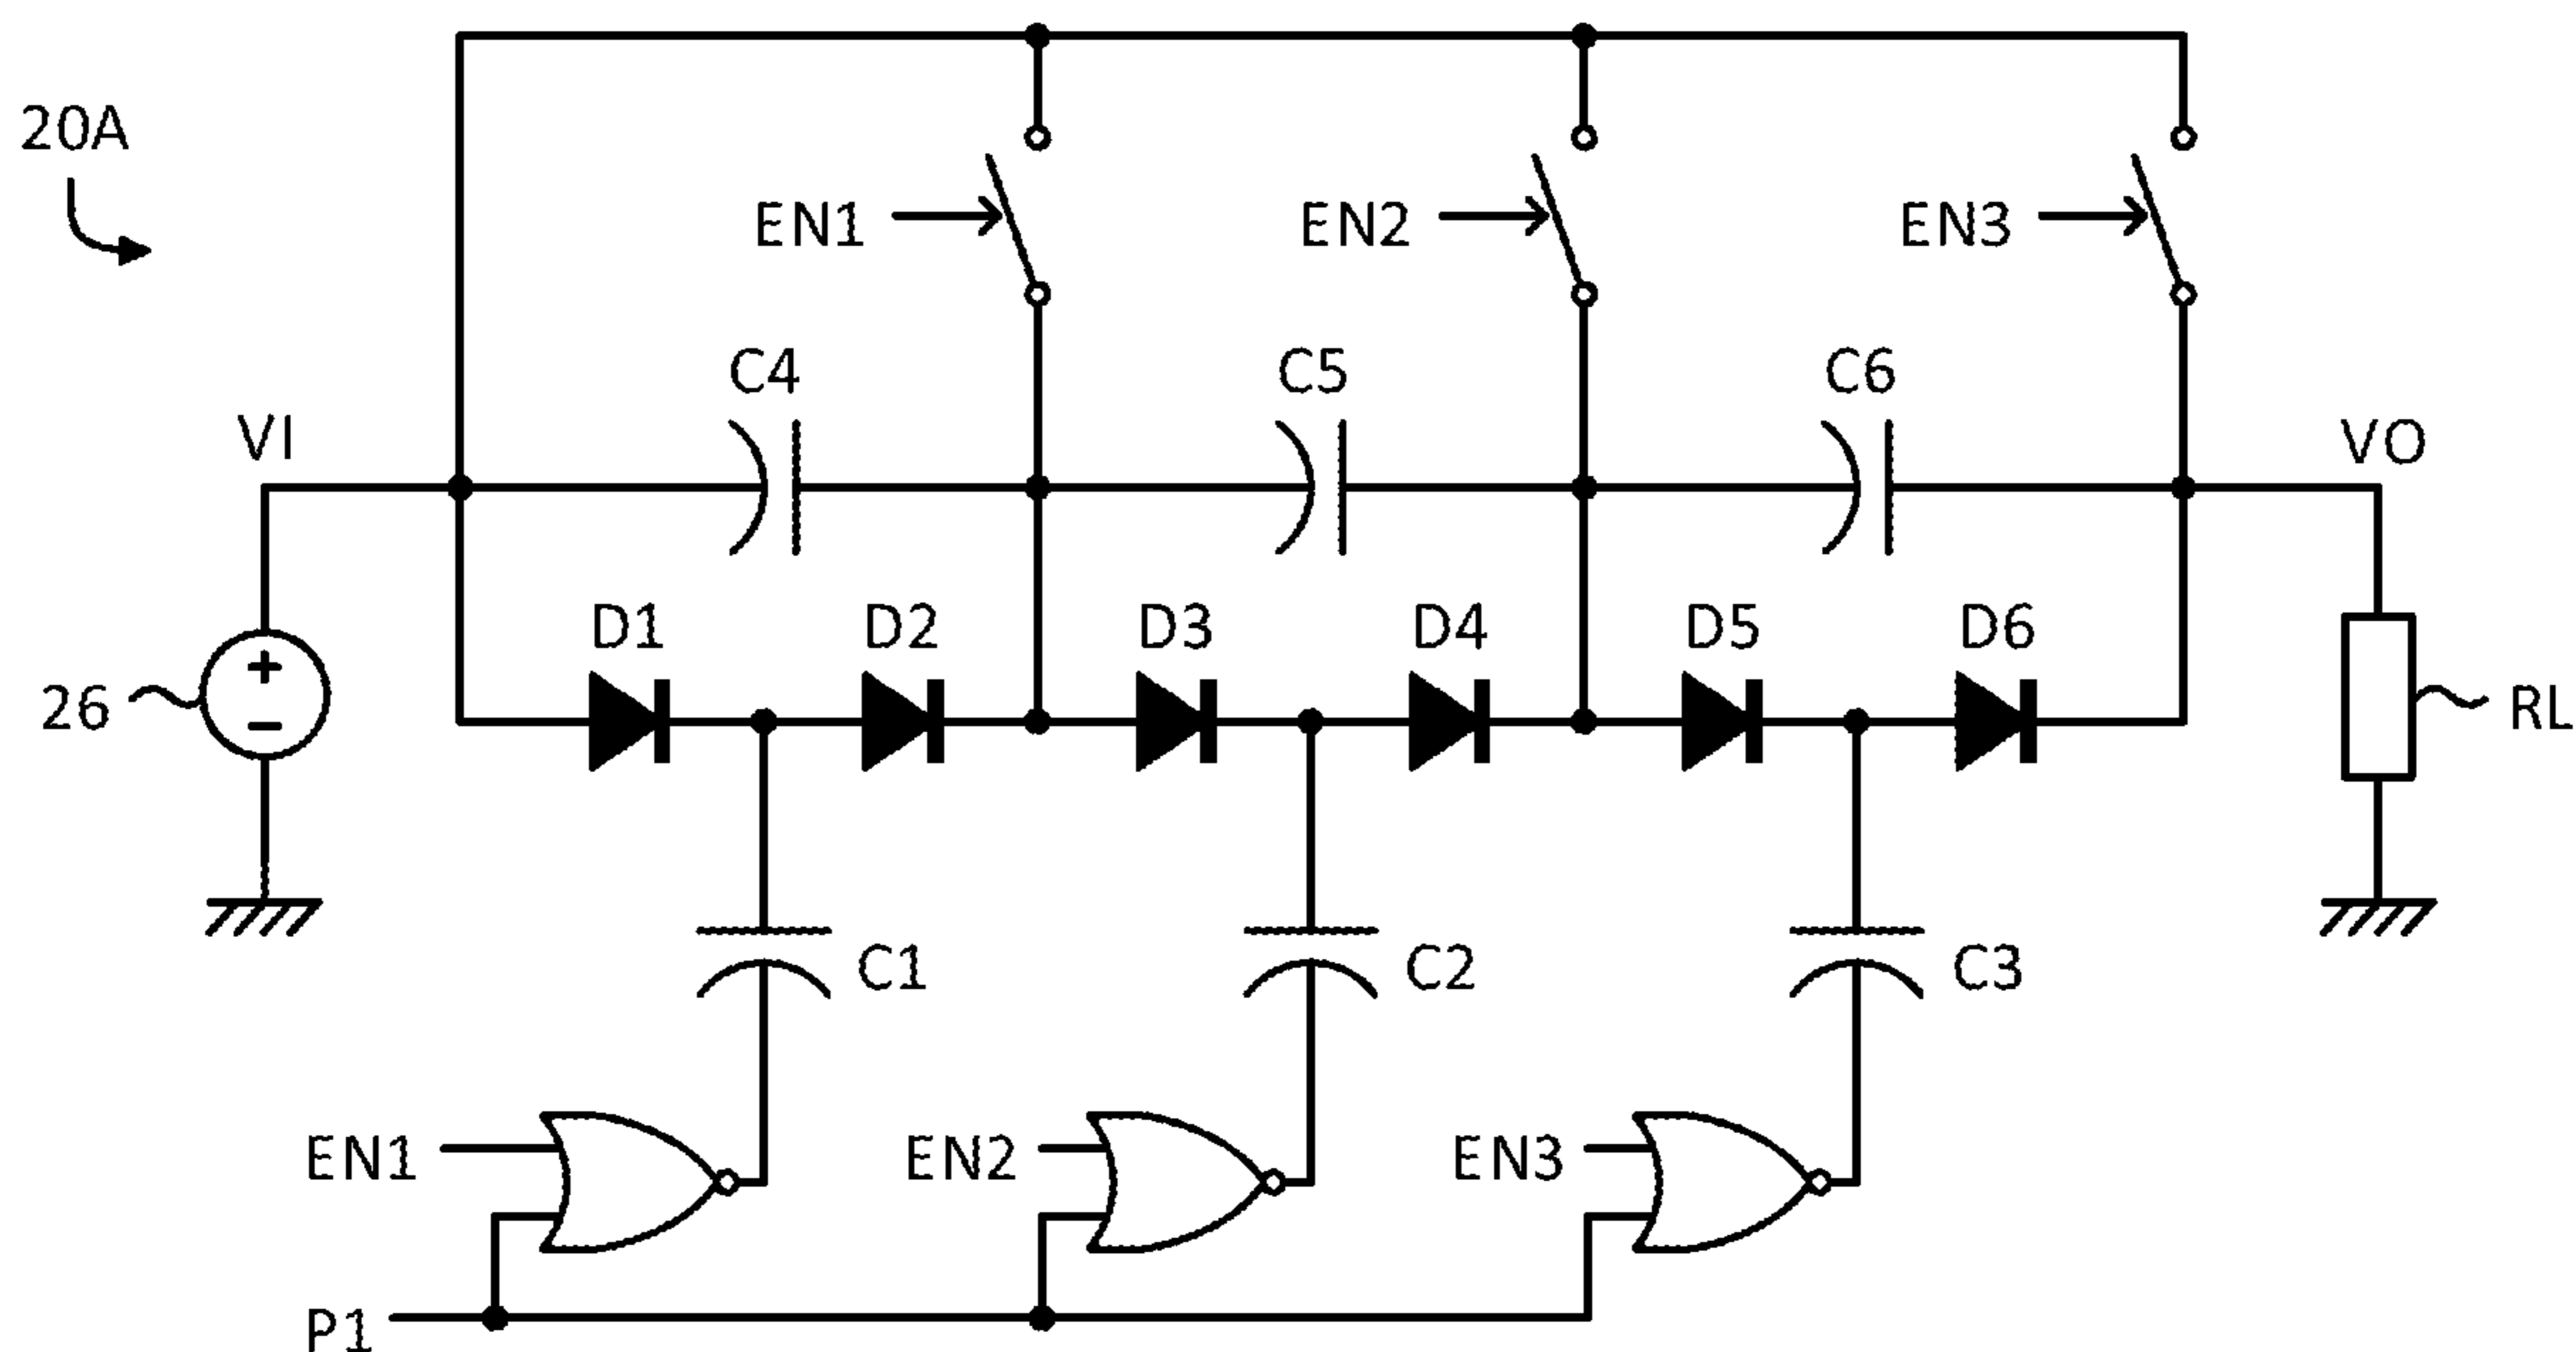 20A
EN1
EN2
EN3
C4
C5
C6
VI
VO
D1
D2
D3
D4
D5
D6
+
−
26
RL
C1
C2
C3
EN1
EN2
EN3
P1